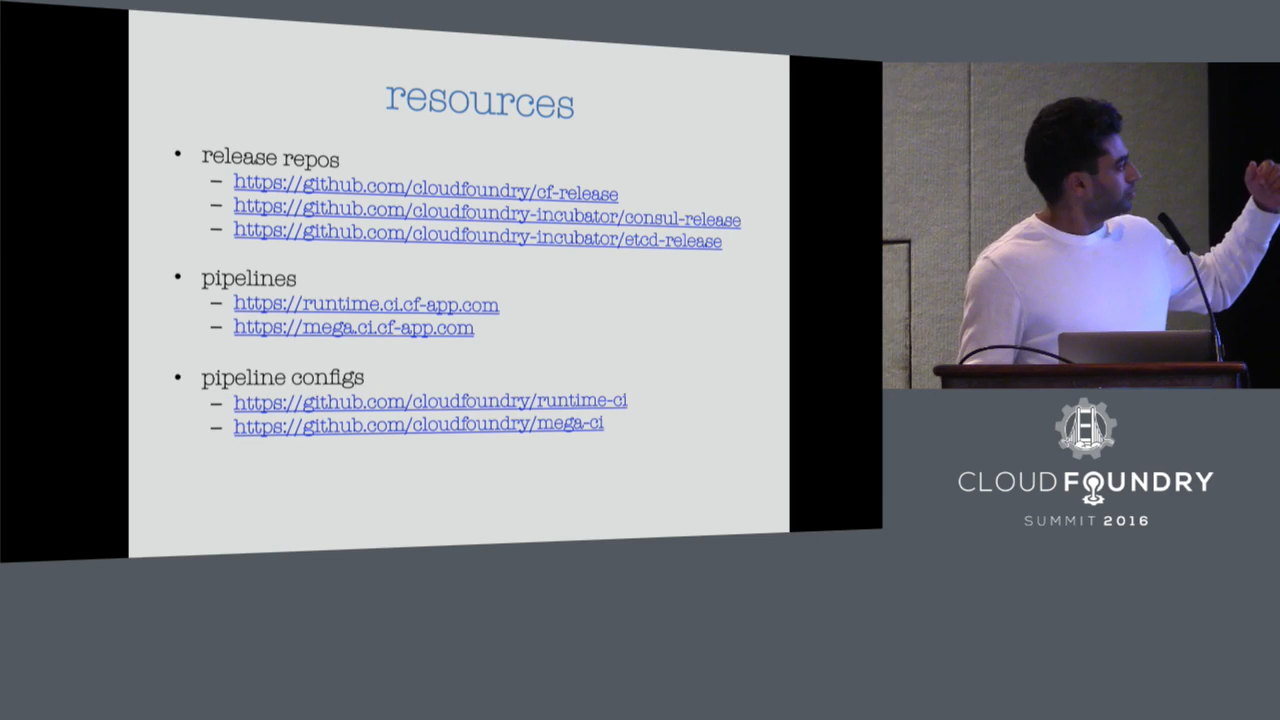 resources
• release repos
– https://github.com/cloudfoundry/cf-release
– https://github.com/cloudfoundry-incubator/consul-release
– https://github.com/cloudfoundry-incubator/etcd-release
• pipelines
– https://runtime.ci.cf-app.com
– https://mega.ci.cf-app.com
• pipeline configs
– https://github.com/cloudfoundry/runtime-ci
– https://github.com/cloudfoundry/mega-ci
CLOUD FOUNDRY
SUMMIT 2016